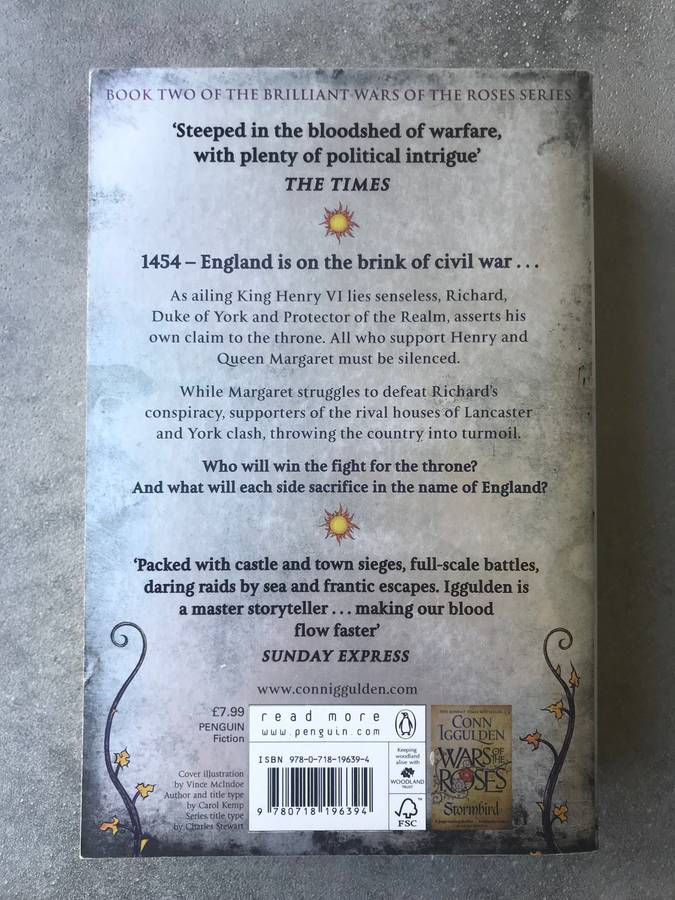 BOOK TWO OF THE BRILLIANT WARS OF THE ROSES SERIES
‘Steeped in the bloodshed of warfare,
with plenty of political intrigue’
THE TIMES
1454 – England is on the brink of civil war . . .
As ailing King Henry VI lies senseless, Richard,
Duke of York and Protector of the Realm, asserts his
own claim to the throne. All who support Henry and
Queen Margaret must be silenced.
While Margaret struggles to defeat Richard’s
conspiracy, supporters of the rival houses of Lancaster
and York clash, throwing the country into turmoil.
Who will win the fight for the throne?
And what will each side sacrifice in the name of England?
‘Packed with castle and town sieges, full-scale battles,
daring raids by sea and frantic escapes. Iggulden is
a master storyteller . . . making our blood
flow faster’
SUNDAY EXPRESS
www.conniggulden.com
£7.99
PENGUIN
Fiction
Cover illustration
by Vince McIndoe
Author and title type
by Carol Kemp
Series title type
by Charles Stewart
read more
www.penguin.com
ISBN 978-0-718-19639-4
9 780718 196394
Keeping
woodland
alive with
WOODLAND
TRUST
FSC
™
CONN
IGGULDEN
WARS
OF
THE
ROSES
Stormbird